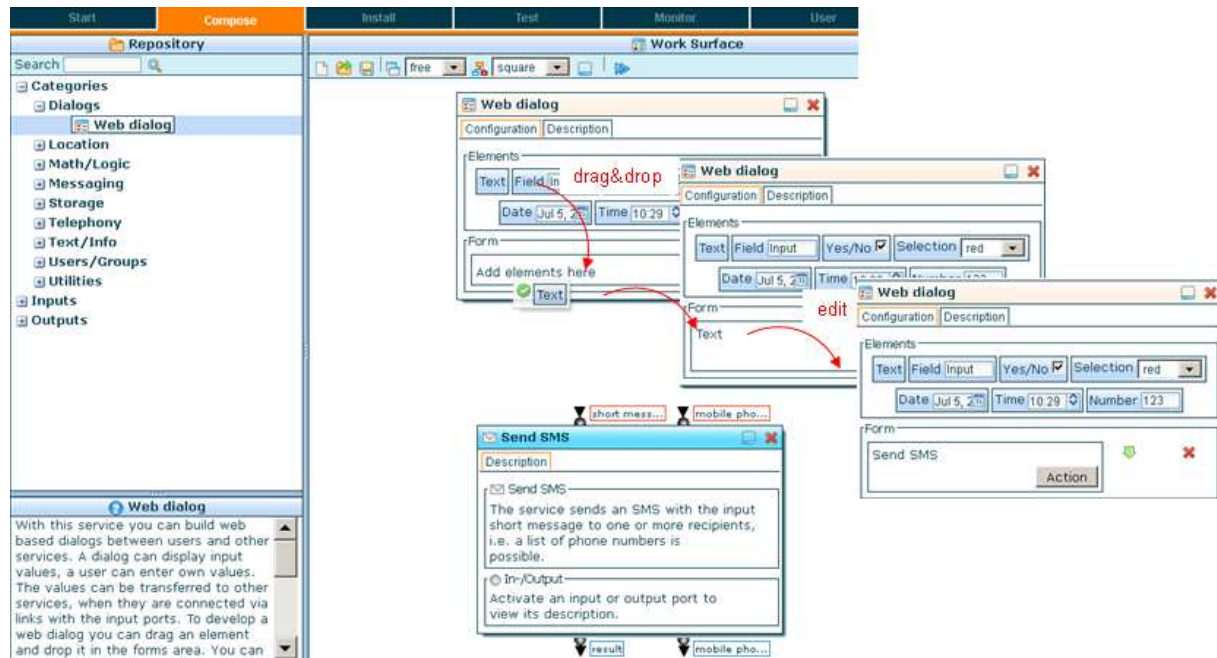 Start Compose Install Test Monitor User
Repository
Search
Categories
Dialogs
Web dialog
Location
Math/Logic
Messaging
Storage
Telephony
Text/Info
Users/Groups
Utilities
Inputs
Outputs
Web dialog
With this service you can build web
based dialogs between users and other
services. A dialog can display input
values, a user can enter own values.
The values can be transferred to other
services, when they are connected via
links with the input ports. To develop a
web dialog you can drag an element
and drop it in the forms area. You can
Work Surface
free square
Web dialog
Configuration Description
Elements
Text Field In
Date Jul 5, 2 Time 10:29
Form
Add elements here
Text
drag&drop
Web dialog
Configuration Description
Elements
Text Field Input Yes/No Selection red
Date Jul 5, 2 Time Number 123
Form
Text
edit
Web dialog
Configuration Description
Elements
Text Field Input Yes/No Selection red
Date Jul 5, 2 Time 10:29 Number 123
Form
Send SMS
Action
short mess... mobile pho...
Send SMS
Description
Send SMS
The service sends an SMS with the input
short message to one or more recipients,
i.e. a list of phone numbers is
possible.
In-/Output
Activate an input or output port to
view its description.
result mobile pho...